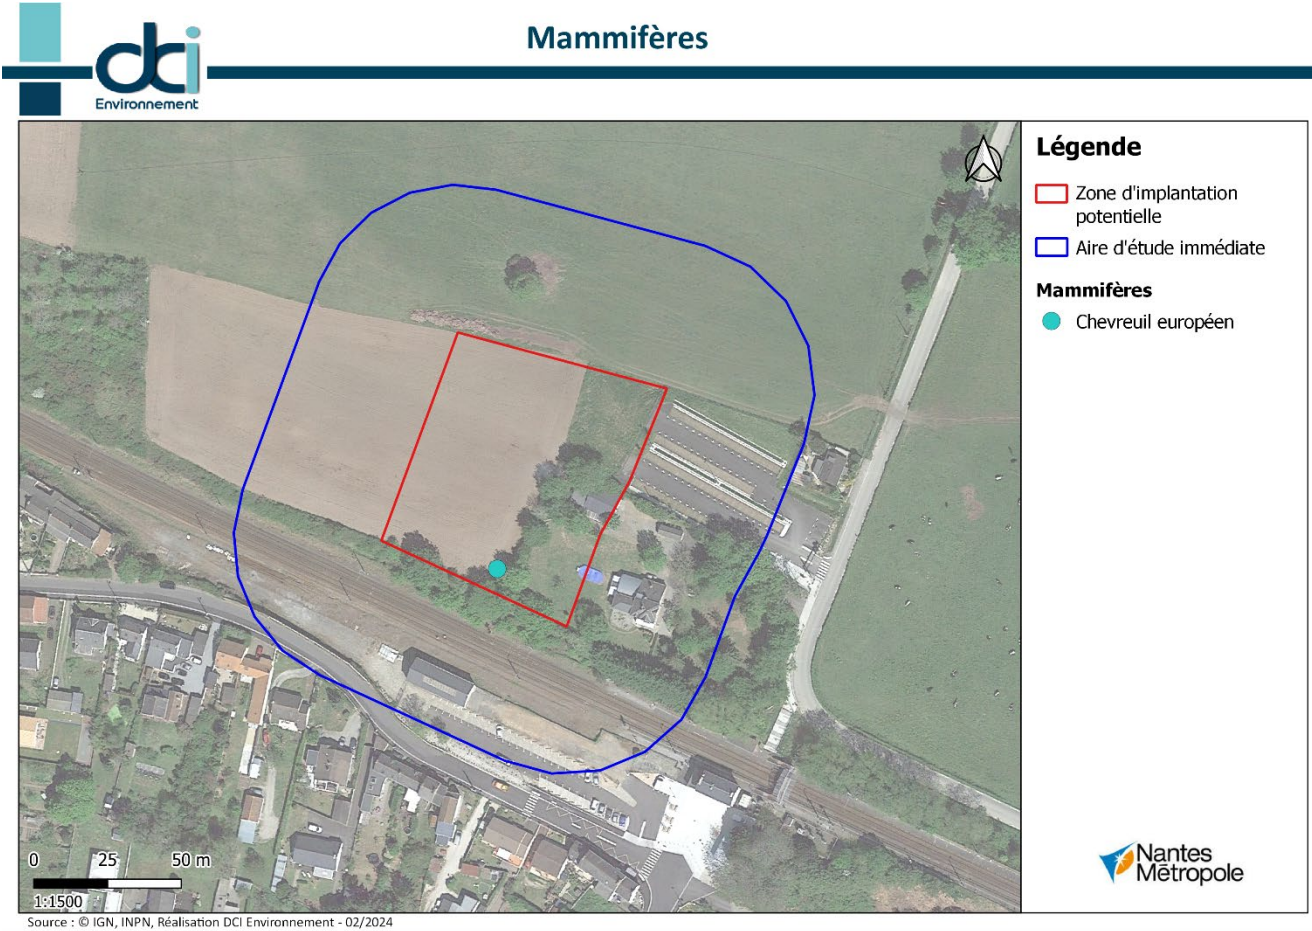 Mammifères
dci
Environnement
Légende
Zone d'implantation
potentielle
Aire d'étude immédiate
Mammifères
Chevreuil européen
0 25 50 m
1:1500
Nantes
Métropole
Source : © IGN, INPN, Réalisation DCI Environnement - 02/2024